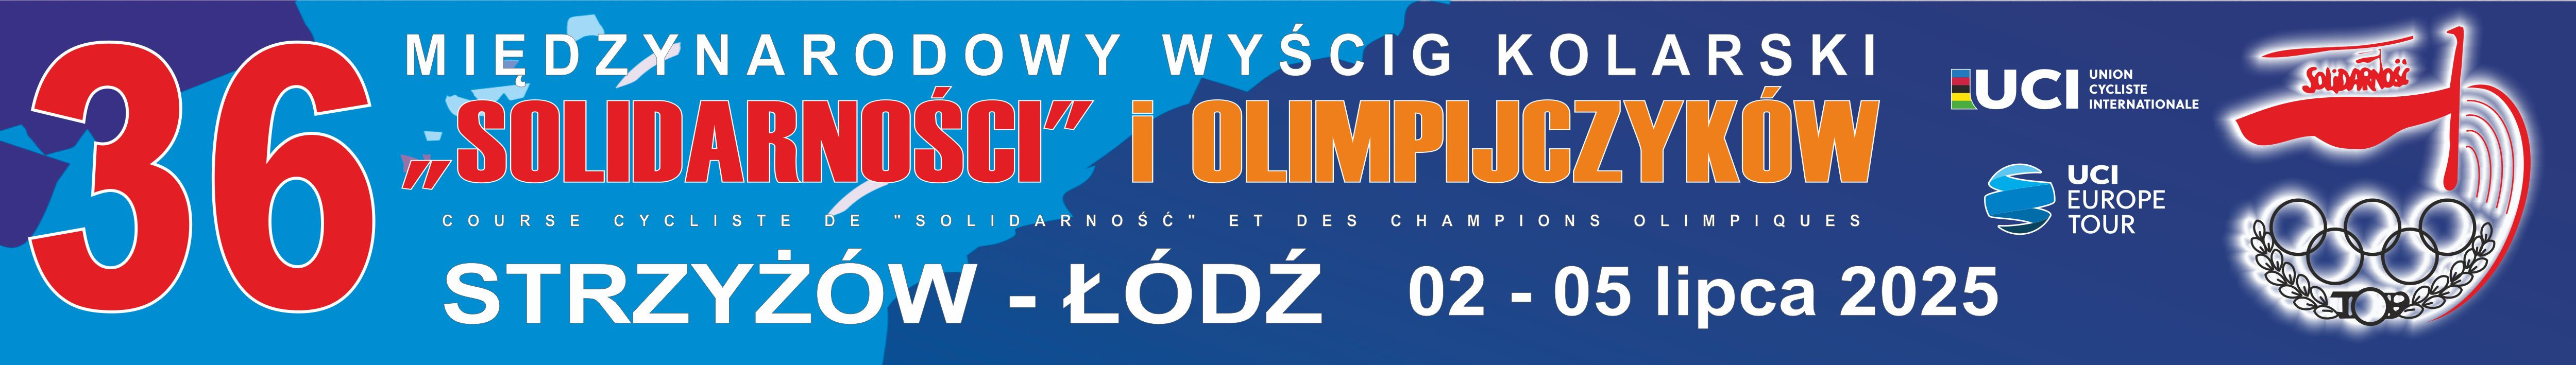 36
MIĘDZYNARODOWY WYŚCIG KOLARSKI
„SOLIDARNOŚCI” i OLIMPIJCZYKÓW
COURSE CYCLISTE DE "SOLIDARNOŚĆ" ET DES CHAMPIONS OLIMPIQUES
STRZYŻÓW - ŁÓDŹ 02 - 05 lipca 2025
UCI UNION
CYCLISTE
INTERNATIONALE
UCI
EUROPE
TOUR
SOLIDARNOŚĆ